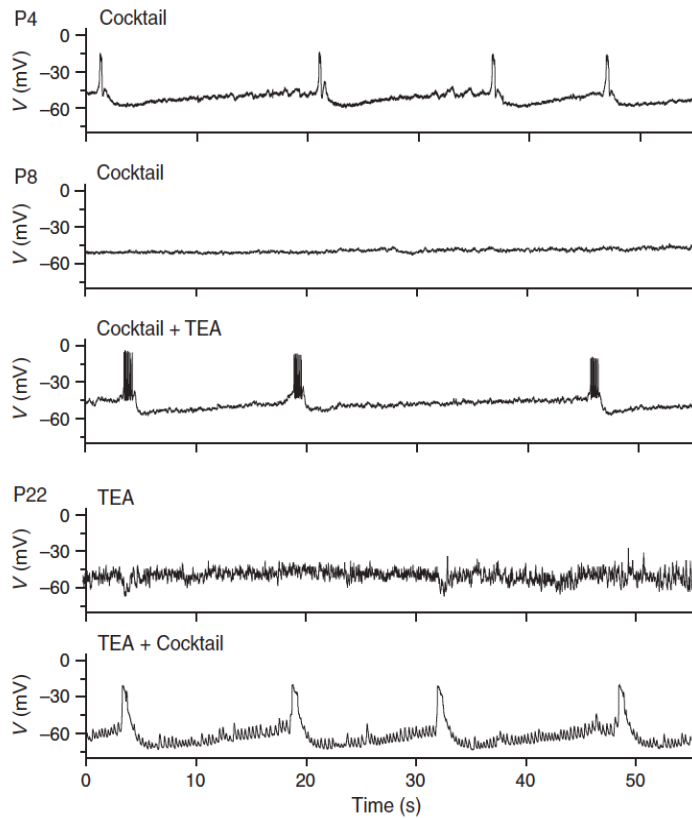 P4 Cocktail
0
–30
–60
V (mV)
P8 Cocktail
0
–30
–60
V (mV)
Cocktail + TEA
0
–30
–60
V (mV)
P22 TEA
0
–30
–60
V (mV)
TEA + Cocktail
0
–30
–60
V (mV)
0 10 20 30 40 50
Time (s)